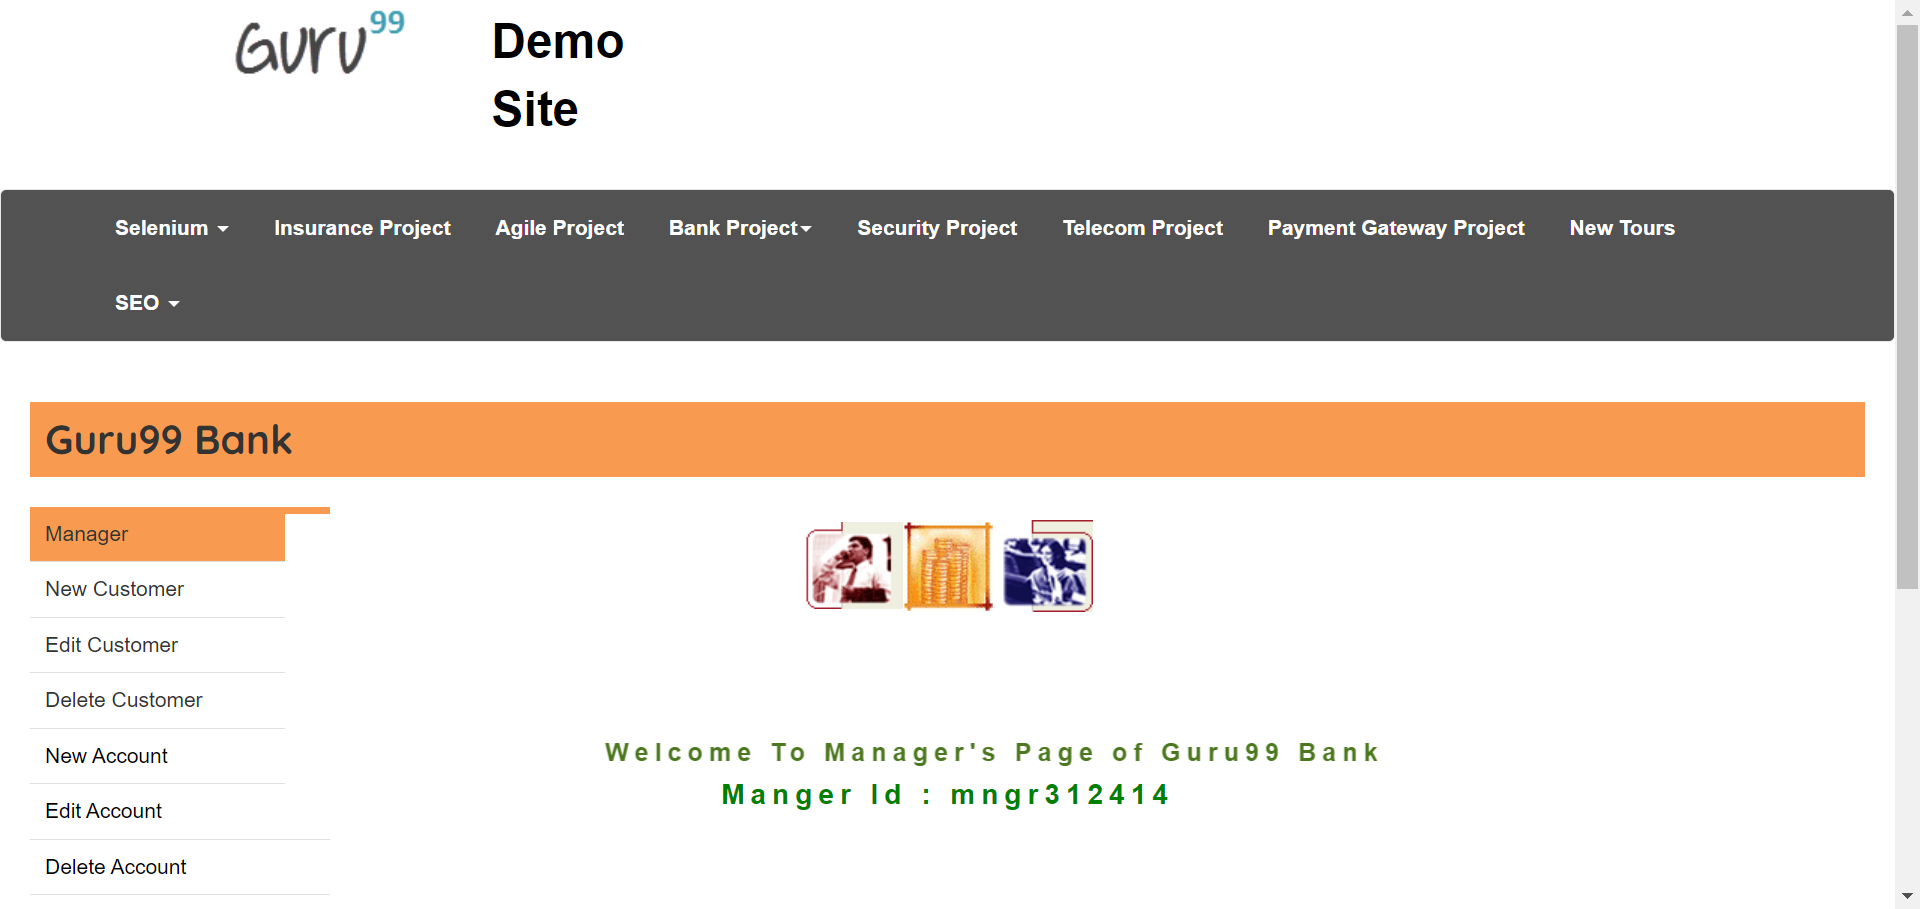 Guru99
Demo
Site
Selenium
Insurance Project
Agile Project
Bank Project
Security Project
Telecom Project
Payment Gateway Project
New Tours
SEO
Guru99 Bank
Manager
New Customer
Edit Customer
Delete Customer
New Account
Edit Account
Delete Account
Welcome To Manager's Page of Guru99 Bank
Manger Id : mngr312414